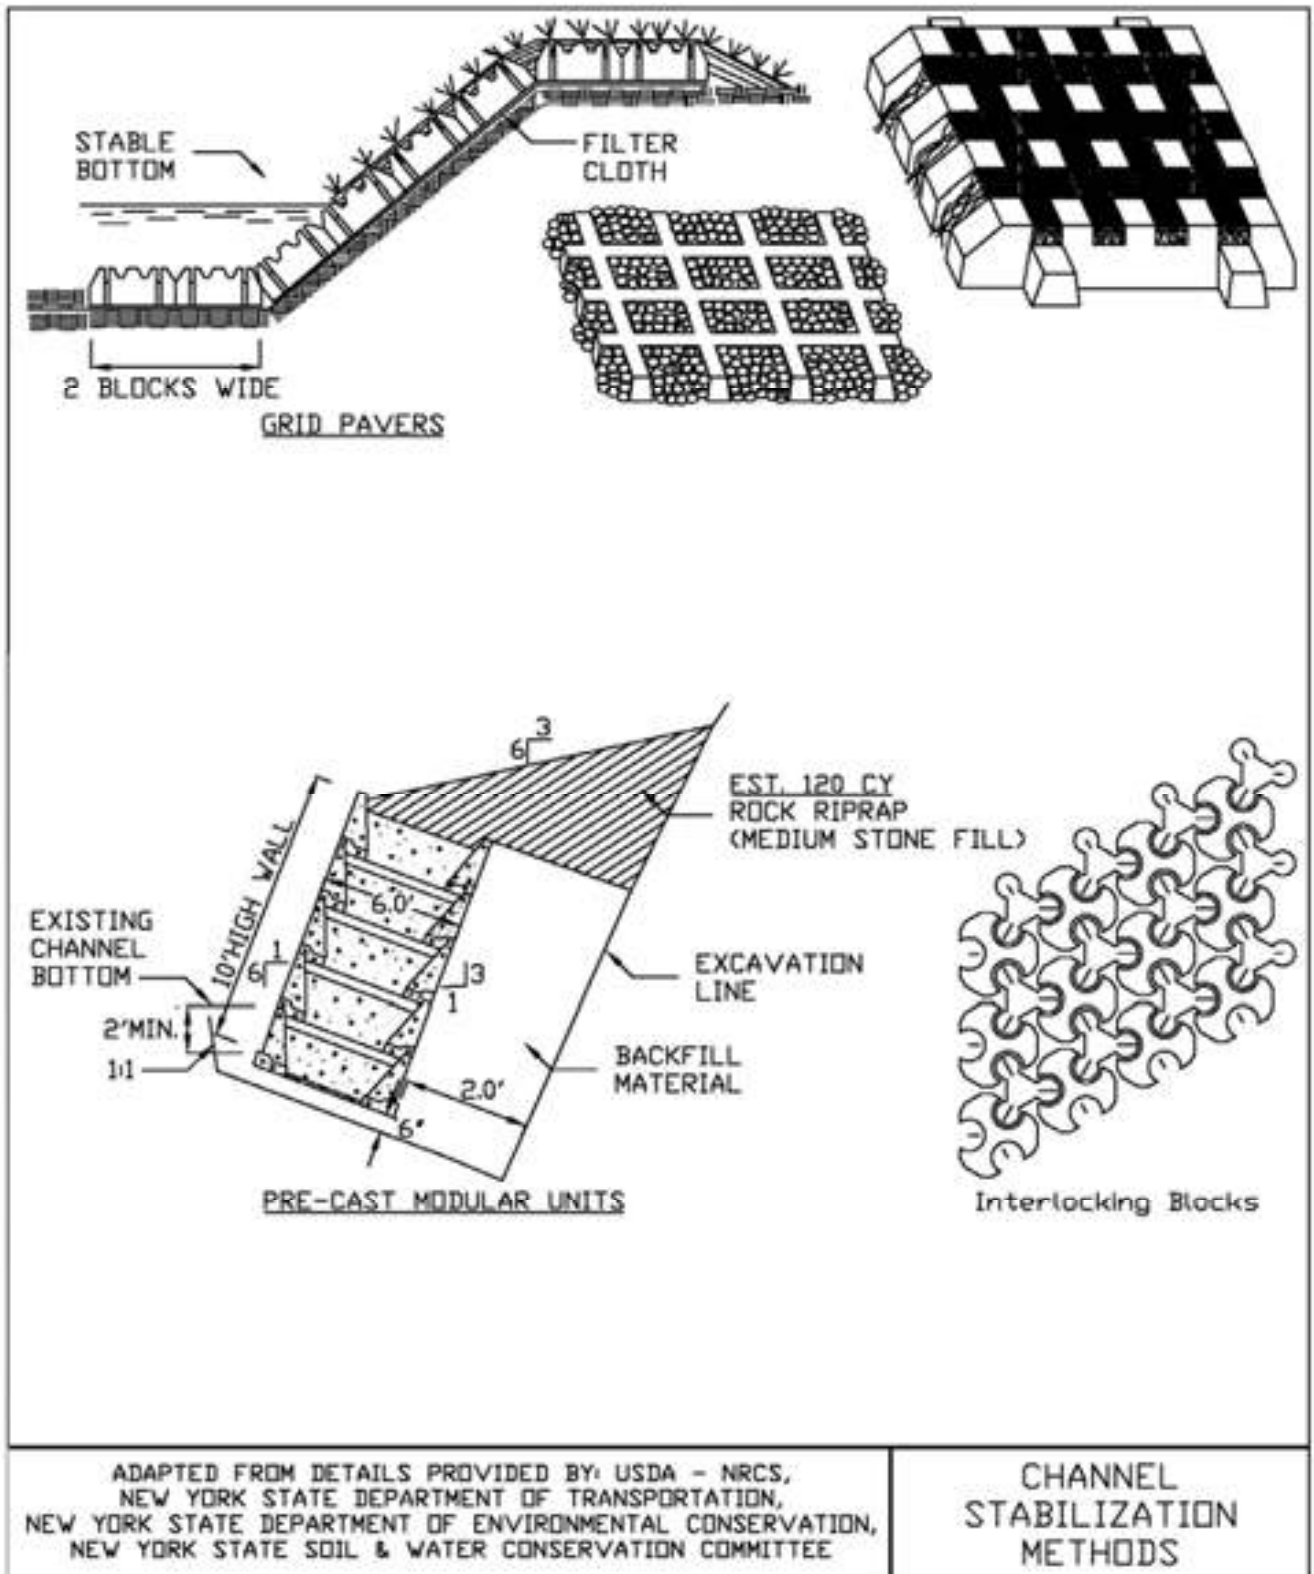 STABLE
BOTTOM
FILTER
CLOTH
2 BLOCKS WIDE
GRID PAVERS
3
6
EST. 120 CY
ROCK RIPRAP
(MEDIUM STONE FILL)
10'HIGH WALL
6.0'
EXISTING
CHANNEL
BOTTOM
1
6
3
1
EXCAVATION
LINE
2'MIN.
1:1
BACKFILL
MATERIAL
2.0'
6"
PRE-CAST MODULAR UNITS
Interlocking Blocks
ADAPTED FROM DETAILS PROVIDED BY: USDA - NRCS,
NEW YORK STATE DEPARTMENT OF TRANSPORTATION,
NEW YORK STATE DEPARTMENT OF ENVIRONMENTAL CONSERVATION,
NEW YORK STATE SOIL & WATER CONSERVATION COMMITTEE
CHANNEL
STABILIZATION
METHODS